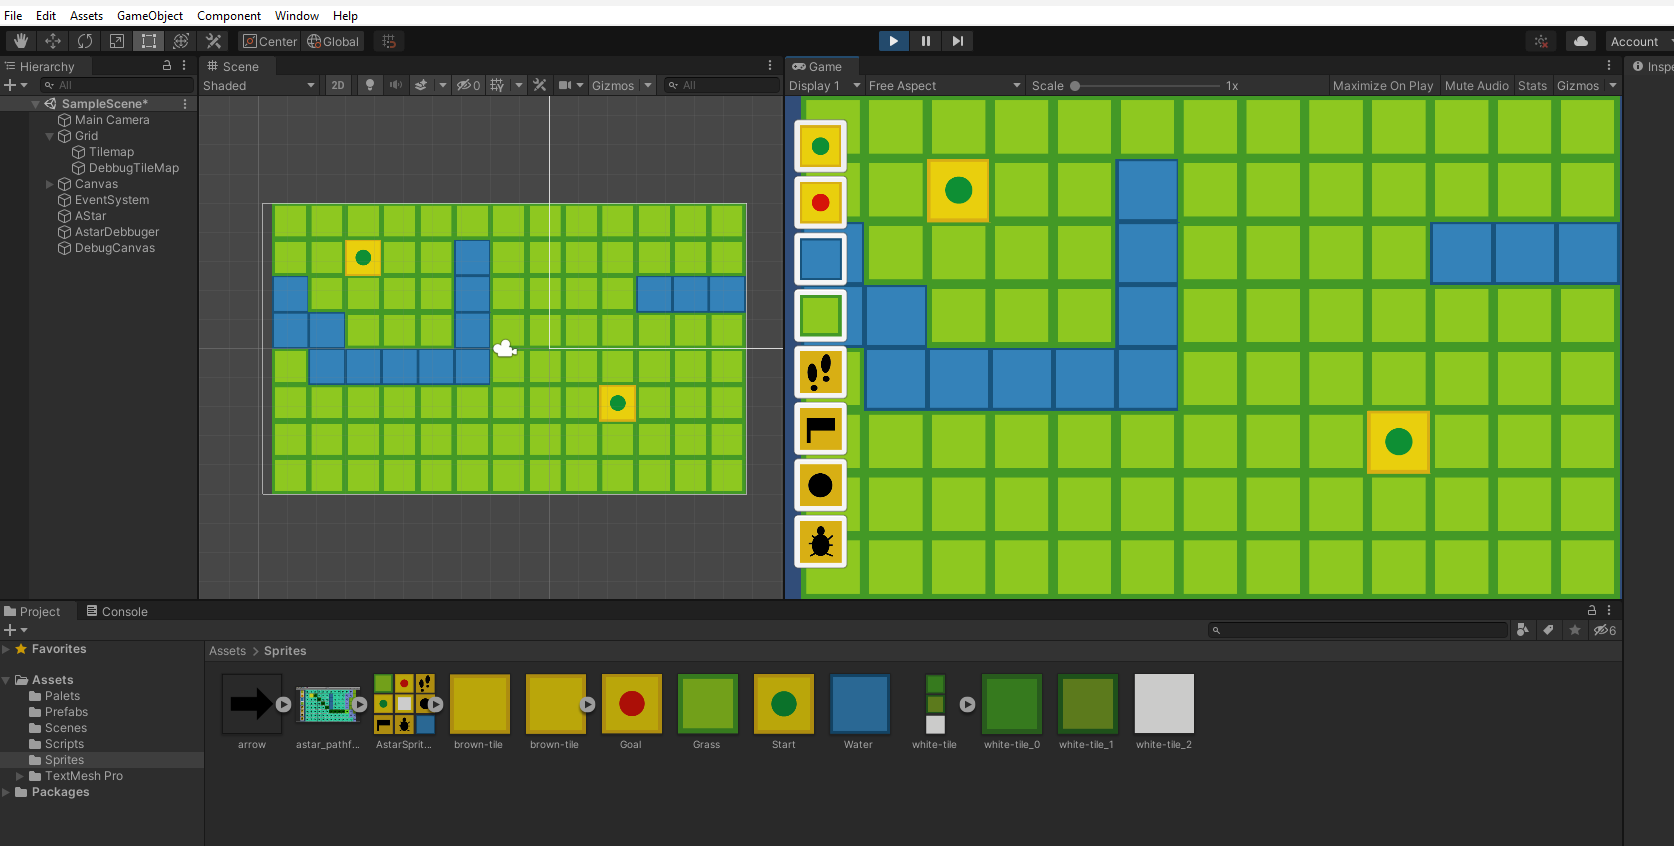 File Edit Assets GameObject Component Window Help
Center Global Account
Hierarchy
All
SampleScene*
Main Camera
Grid
Tilemap
DebbugTileMap
Canvas
EventSystem
AStar
AstarDebbuger
DebugCanvas
Scene
Shaded 2D 0 Gizmos All
Game
Display 1 Free Aspect Scale 1x Maximize On Play Mute Audio Stats Gizmos
Inspe
Project Console
6
Favorites
Assets
Palets
Prefabs
Scenes
Scripts
Sprites
TextMesh Pro
Packages
Assets > Sprites
arrow astar_pathf... AstarSprit... brown-tile brown-tile Goal Grass Start Water white-tile white-tile_0 white-tile_1 white-tile_2